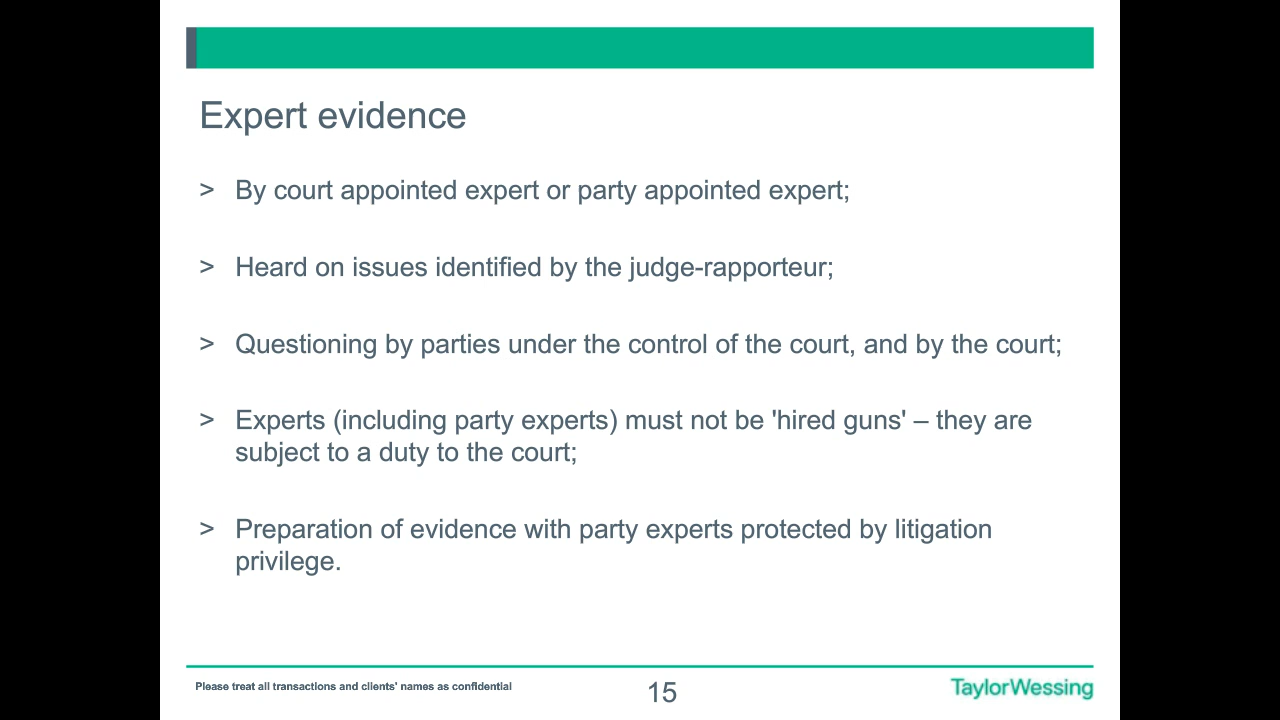 Expert evidence
> By court appointed expert or party appointed expert;
> Heard on issues identified by the judge-rapporteur;
> Questioning by parties under the control of the court, and by the court;
> Experts (including party experts) must not be 'hired guns' – they are
subject to a duty to the court;
> Preparation of evidence with party experts protected by litigation
privilege.
Please treat all transactions and clients' names as confidential
15
TaylorWessing